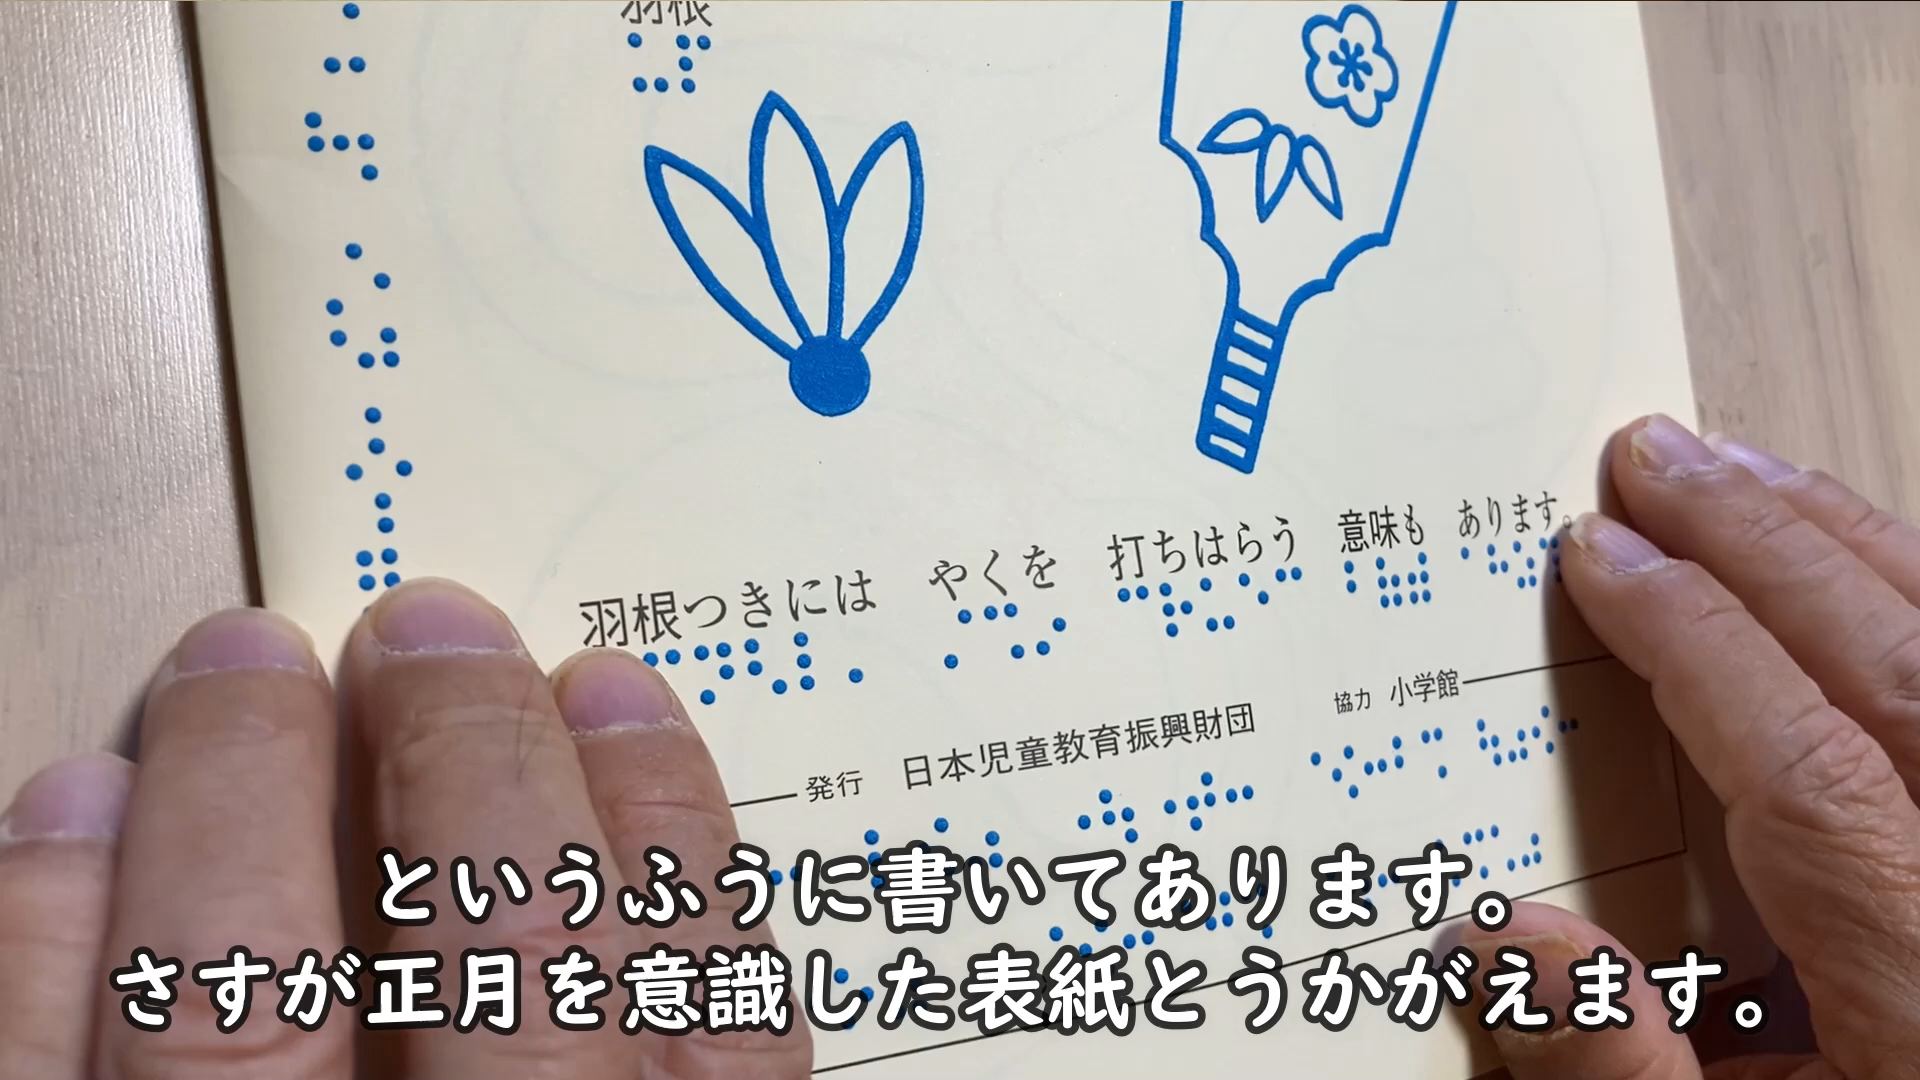 羽根
羽根つきには やくを 打ちはらう 意味も あります。
発行 日本児童教育振興財団
協力 小学館
というふうに書いてあります。
さすが正月を意識した表紙とうかがえます。